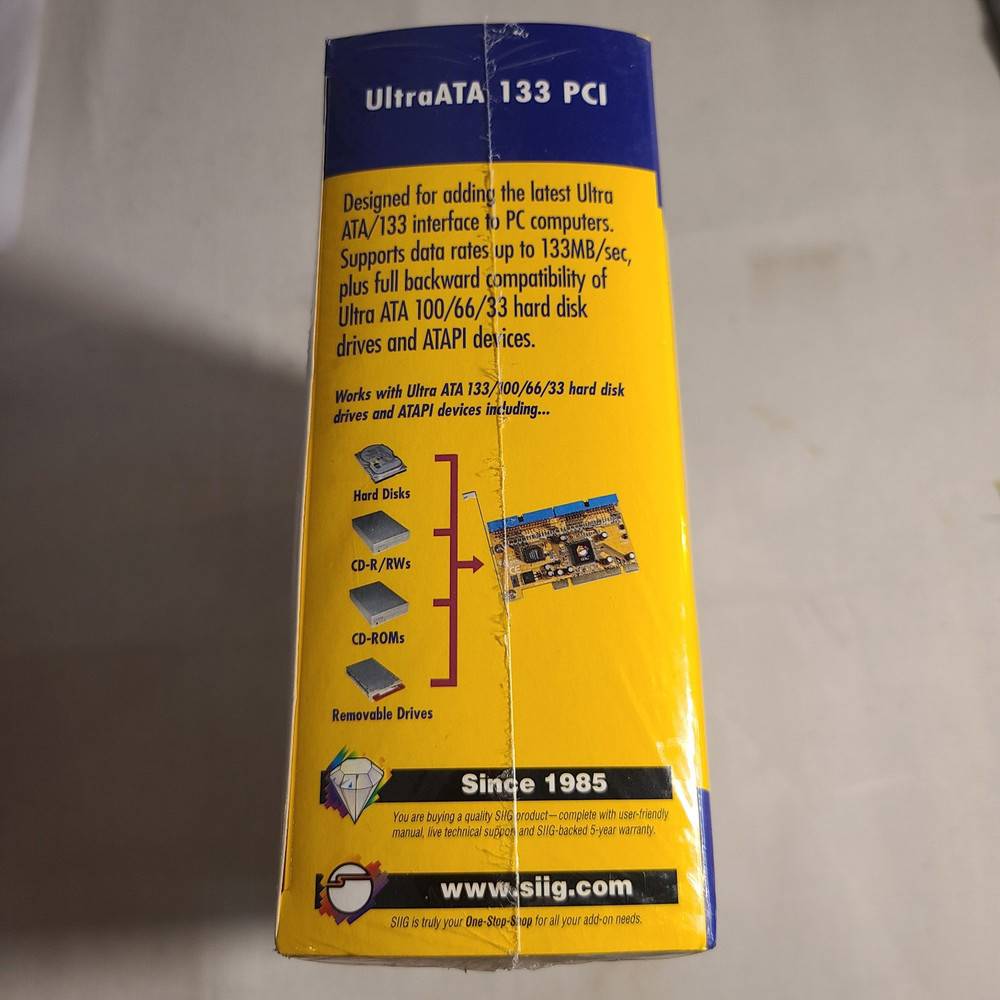 UltraATA 133 PCI
Designed for adding the latest Ultra
ATA/133 interface to PC computers.
Supports data rates up to 133MB/sec,
plus full backward compatibility of
Ultra ATA 100/66/33 hard disk
drives and ATAPI devices.
Works with Ultra ATA 133/100/66/33 hard disk
drives and ATAPI devices including...
Hard Disks
CD-R/RWs
CD-ROMs
Removable Drives
Since 1985
You are buying a quality SIIG product—complete with user-friendly
manual, live technical support and SIIG-backed 5-year warranty.
www.siig.com
SIIG is truly your One-Stop-Shop for all your add-on needs.